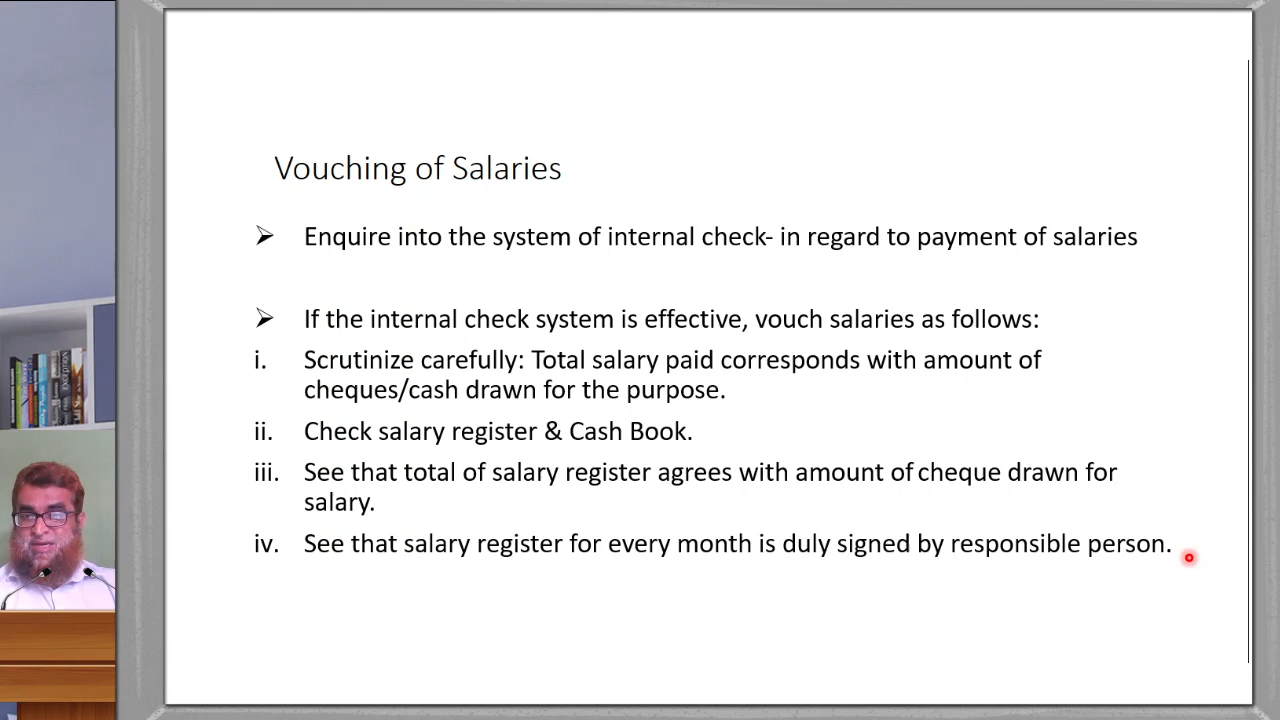 Vouching of Salaries
➢ Enquire into the system of internal check- in regard to payment of salaries
➢ If the internal check system is effective, vouch salaries as follows:
i. Scrutinize carefully: Total salary paid corresponds with amount of
cheques/cash drawn for the purpose.
ii. Check salary register & Cash Book.
iii. See that total of salary register agrees with amount of cheque drawn for
salary.
iv. See that salary register for every month is duly signed by responsible person.